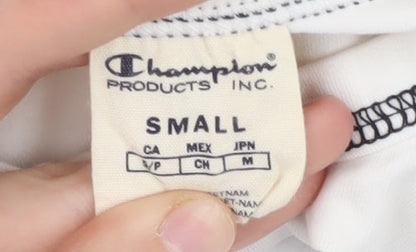 Champion
PRODUCTS INC.
SMALL
CA MEX JPN
S/P CH M